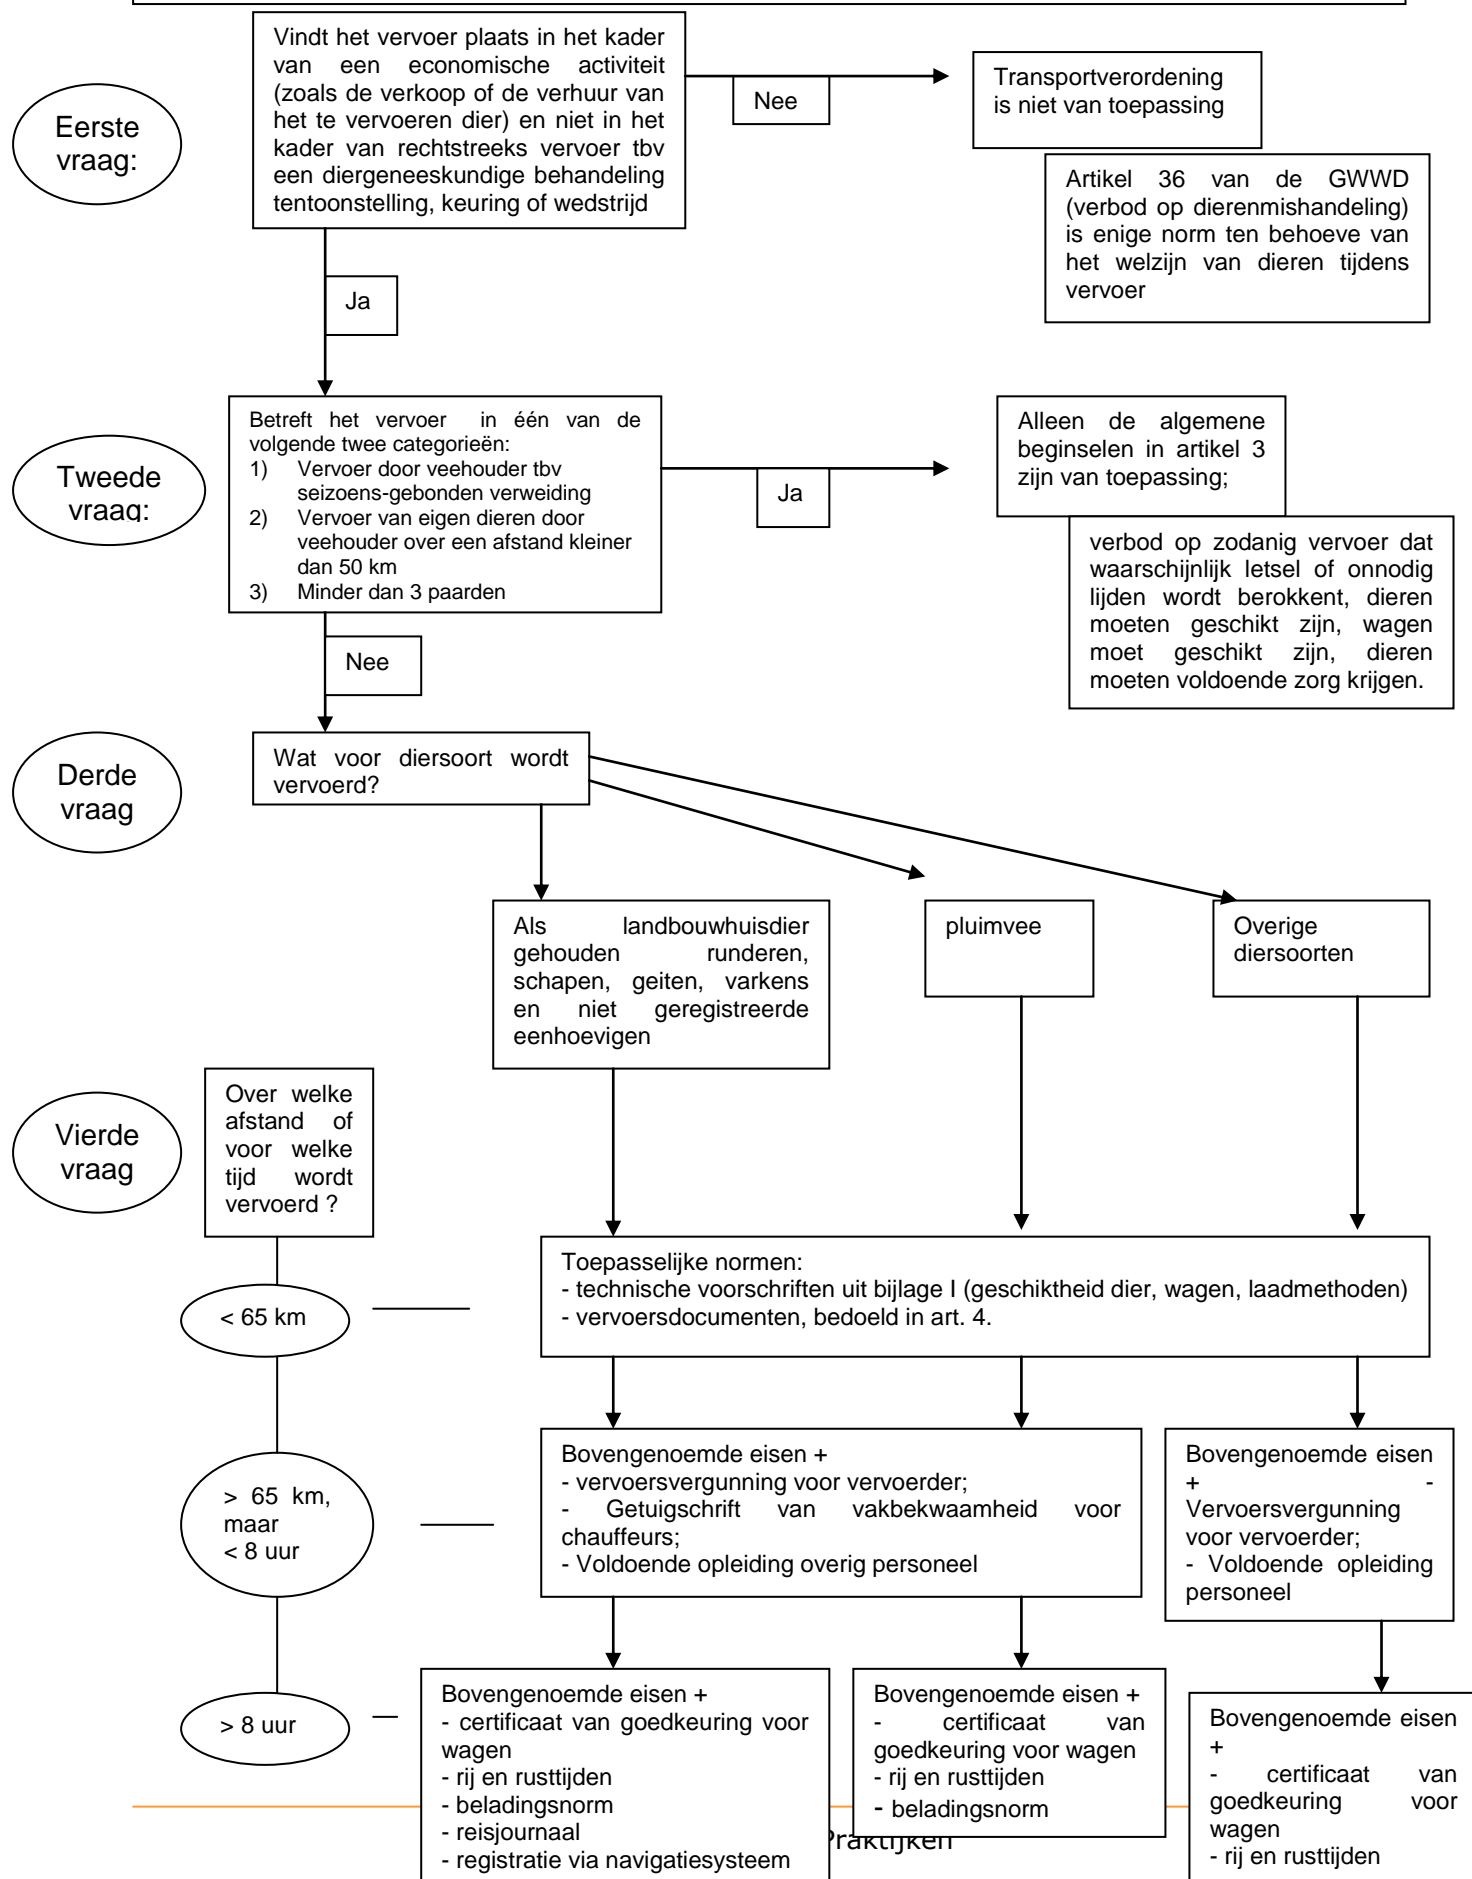 Eerste
vraag:
Vindt het vervoer plaats in het kader
van een economische activiteit
(zoals de verkoop of de verhuur van
het te vervoeren dier) en niet in het
kader van rechtstreeks vervoer tbv
een diergeneeskundige behandeling
tentoonstelling, keuring of wedstrijd
Nee
Transportverordening
is niet van toepassing
Artikel 36 van de GWWD
(verbod op dierenmishandeling)
is enige norm ten behoeve van
het welzijn van dieren tijdens
vervoer
Ja
Tweede
vraag:
Betreft het vervoer in één van de
volgende twee categorieën:
1) Vervoer door veehouder tbv
seizoens-gebonden verweiding
2) Vervoer van eigen dieren door
veehouder over een afstand kleiner
dan 50 km
3) Minder dan 3 paarden
Ja
Alleen de algemene
beginselen in artikel 3
zijn van toepassing;
verbod op zodanig vervoer dat
waarschijnlijk letsel of onnodig
lijden wordt berokkent, dieren
moeten geschikt zijn, wagen
moet geschikt zijn, dieren
moeten voldoende zorg krijgen.
Nee
Derde
vraag
Wat voor diersoort wordt
vervoerd?
Als landbouwhuisdier
gehouden runderen,
schapen, geiten, varkens
en niet geregistreerde
eenhoevigen
pluimvee
Overige
diersoorten
Vierde
vraag
Over welke
afstand of
voor welke
tijd wordt
vervoerd ?
< 65 km
Toepasselijke normen:
- technische voorschriften uit bijlage I (geschiktheid dier, wagen, laadmethoden)
- vervoersdocumenten, bedoeld in art. 4.
> 65 km,
maar
< 8 uur
Bovengenoemde eisen +
- vervoersvergunning voor vervoerder;
- Getuigschrift van vakbekwaamheid voor
chauffeurs;
- Voldoende opleiding overig personeel
Bovengenoemde eisen
+ -
Vervoersvergunning
voor vervoerder;
- Voldoende opleiding
personeel
> 8 uur
Bovengenoemde eisen +
- certificaat van goedkeuring voor
wagen
- rij en rusttijden
- beladingsnorm
- reisjournaal
- registratie via navigatiesysteem
Bovengenoemde eisen +
- certificaat van
goedkeuring voor wagen
- rij en rusttijden
- beladingsnorm
Bovengenoemde eisen
+
- certificaat van
goedkeuring voor
wagen
- rij en rusttijden
Praktijken